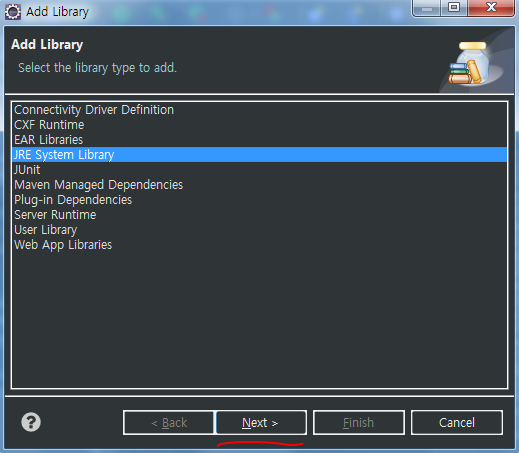 Add Library
Add Library
Select the library type to add.
Connectivity Driver Definition
CXF Runtime
EAR Libraries
JRE System Library
JUnit
Maven Managed Dependencies
Plug-in Dependencies
Server Runtime
User Library
Web App Libraries
? < Back Next > Finish Cancel